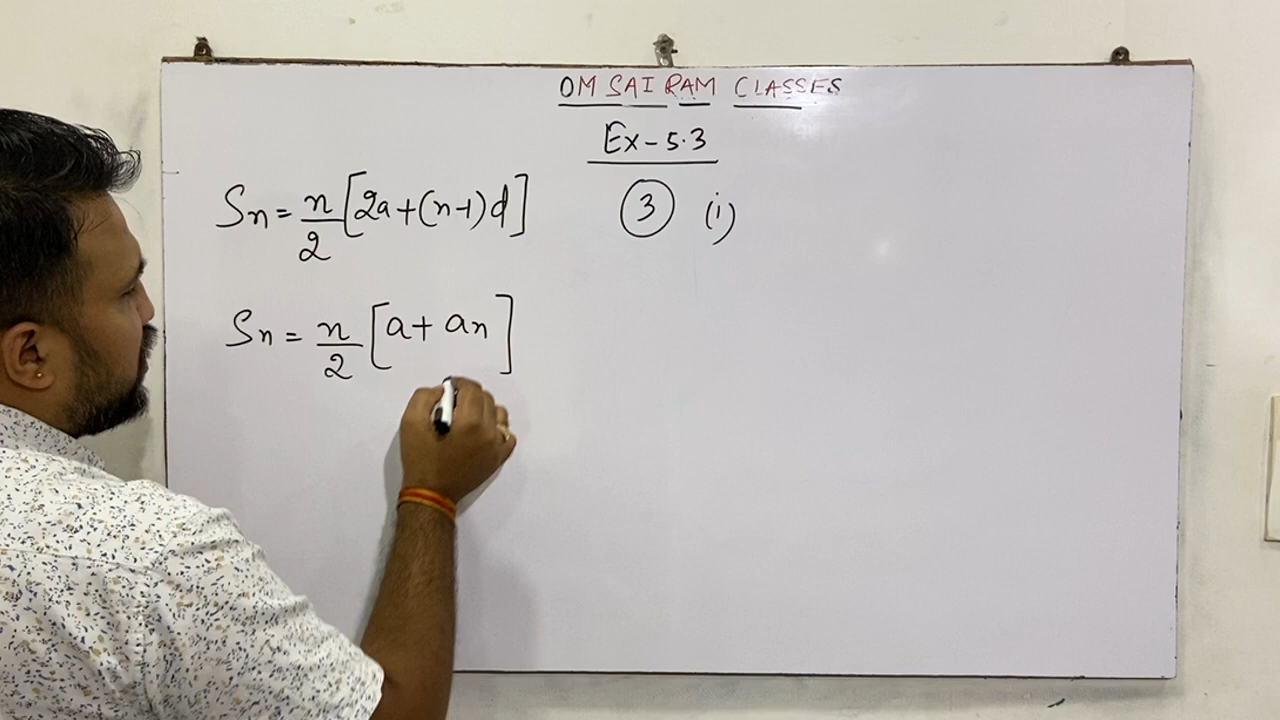 OM SAI RAM CLASSES
Ex-5.3
Sn = n/2 [2a+(n-1)d]
3 (i)
Sn = n/2 [a+an]